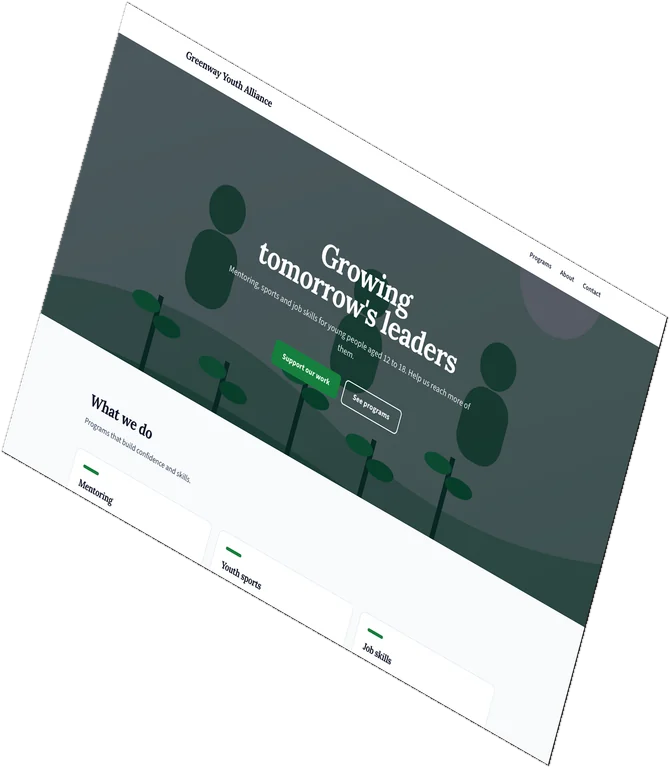 Greenway Youth Alliance
Programs About Contact
Growing
tomorrow's leaders
Mentoring, sports and job skills for young people aged 12 to 18. Help us reach more of
them.
Support our work See programs
What we do
Programs that build confidence and skills.
Mentoring
Youth sports
Job skills